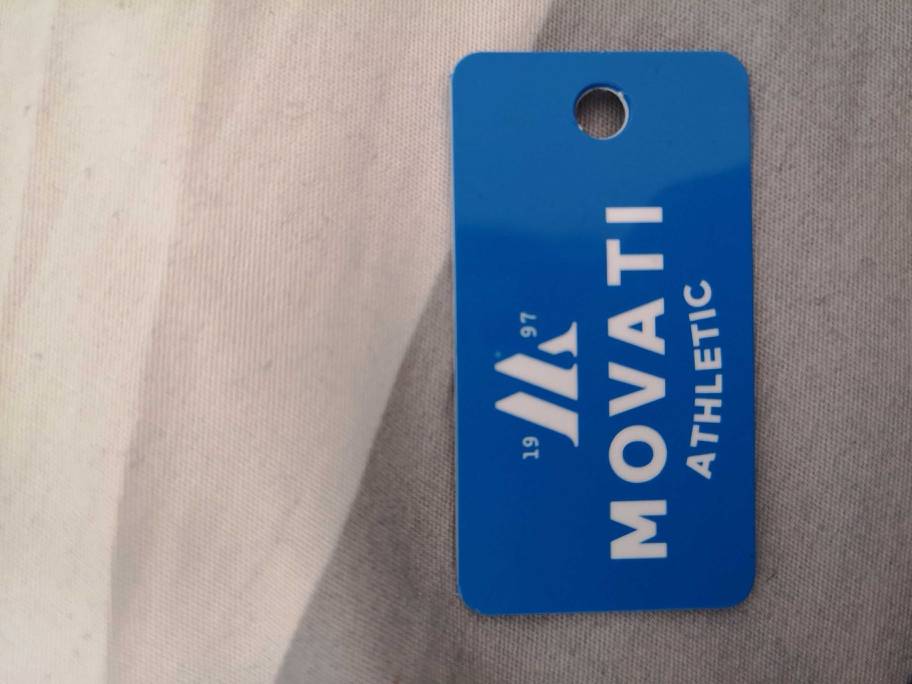 19 97
MOVATI
ATHLETIC